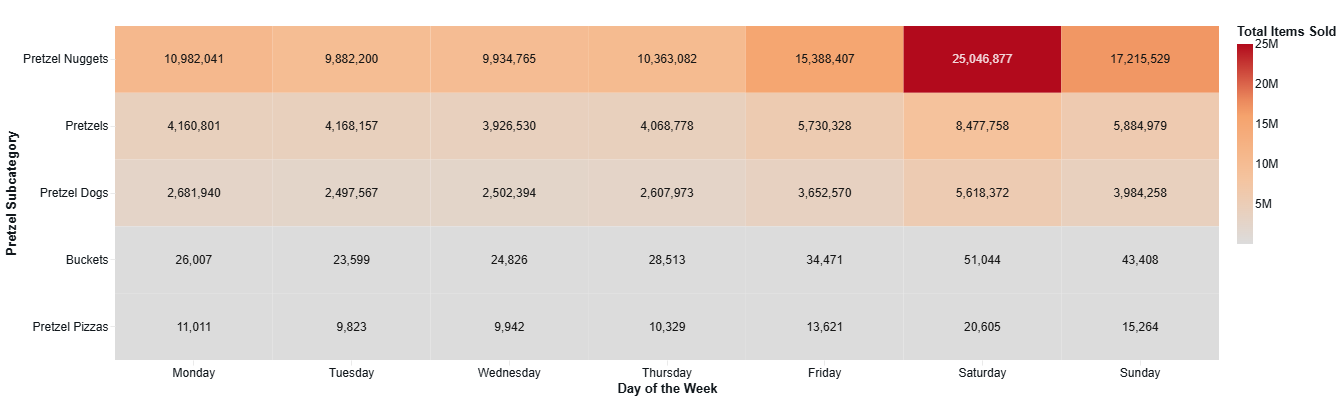 Total Items Sold
Pretzel Nuggets 10,982,041 9,882,200 9,934,765 10,363,082 15,388,407 25,046,877 17,215,529
25M
20M
15M
10M
5M
Pretzels 4,160,801 4,168,157 3,926,530 4,068,778 5,730,328 8,477,758 5,884,979
Pretzel Dogs 2,681,940 2,497,567 2,502,394 2,607,973 3,652,570 5,618,372 3,984,258
Buckets 26,007 23,599 24,826 28,513 34,471 51,044 43,408
Pretzel Pizzas 11,011 9,823 9,942 10,329 13,621 20,605 15,264
Pretzel Subcategory
Monday Tuesday Wednesday Thursday Friday Saturday Sunday
Day of the Week